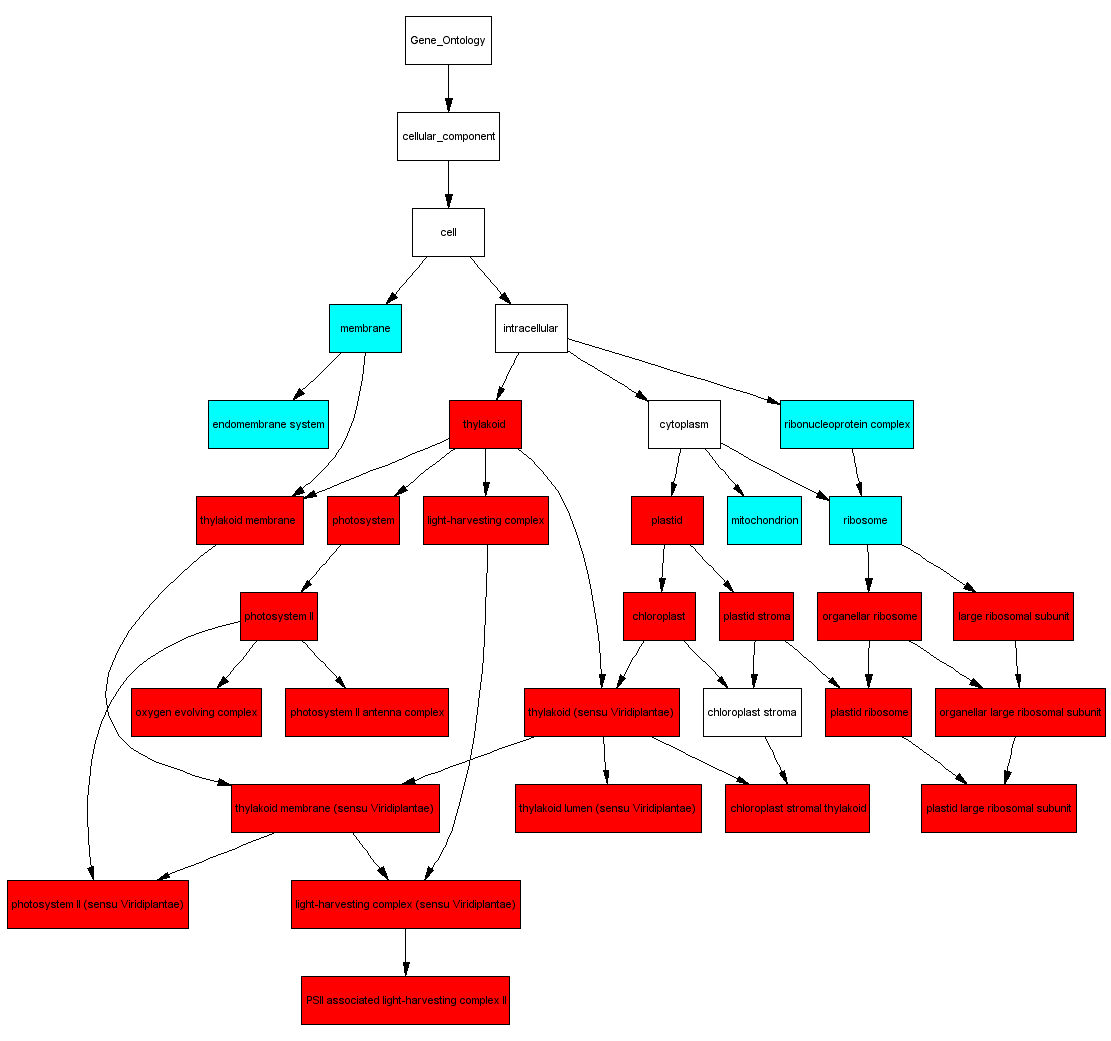 Gene_Ontology
cellular_component
cell
membrane
intracellular
endomembrane system
thylakoid
cytoplasm
ribonucleoprotein complex
thylakoid membrane
photosystem
light-harvesting complex
plastid
mitochondrion
ribosome
photosystem II
chloroplast
plastid stroma
organellar ribosome
large ribosomal subunit
oxygen evolving complex
photosystem II antenna complex
thylakoid (sensu Viridiplantae)
chloroplast stroma
plastid ribosome
organellar large ribosomal subunit
thylakoid membrane (sensu Viridiplantae)
thylakoid lumen (sensu Viridiplantae)
chloroplast stromal thylakoid
plastid large ribosomal subunit
photosystem II (sensu Viridiplantae)
light-harvesting complex (sensu Viridiplantae)
PSII associated light-harvesting complex II